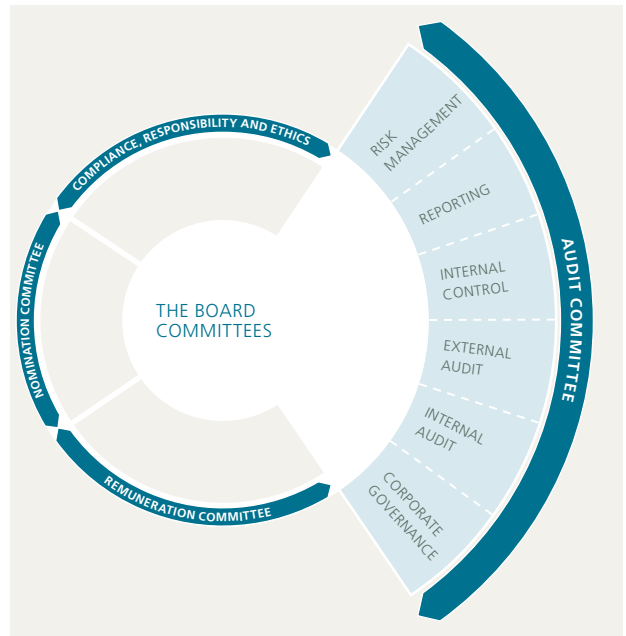 COMPLIANCE, RESPONSIBILITY AND ETHICS
NOMINATION COMMITTEE
REMUNERATION COMMITTEE
THE BOARD
COMMITTEES
RISK
MANAGEMENT
REPORTING
INTERNAL
CONTROL
EXTERNAL
AUDIT
INTERNAL
AUDIT
CORPORATE
GOVERNANCE
AUDIT COMMITTEE